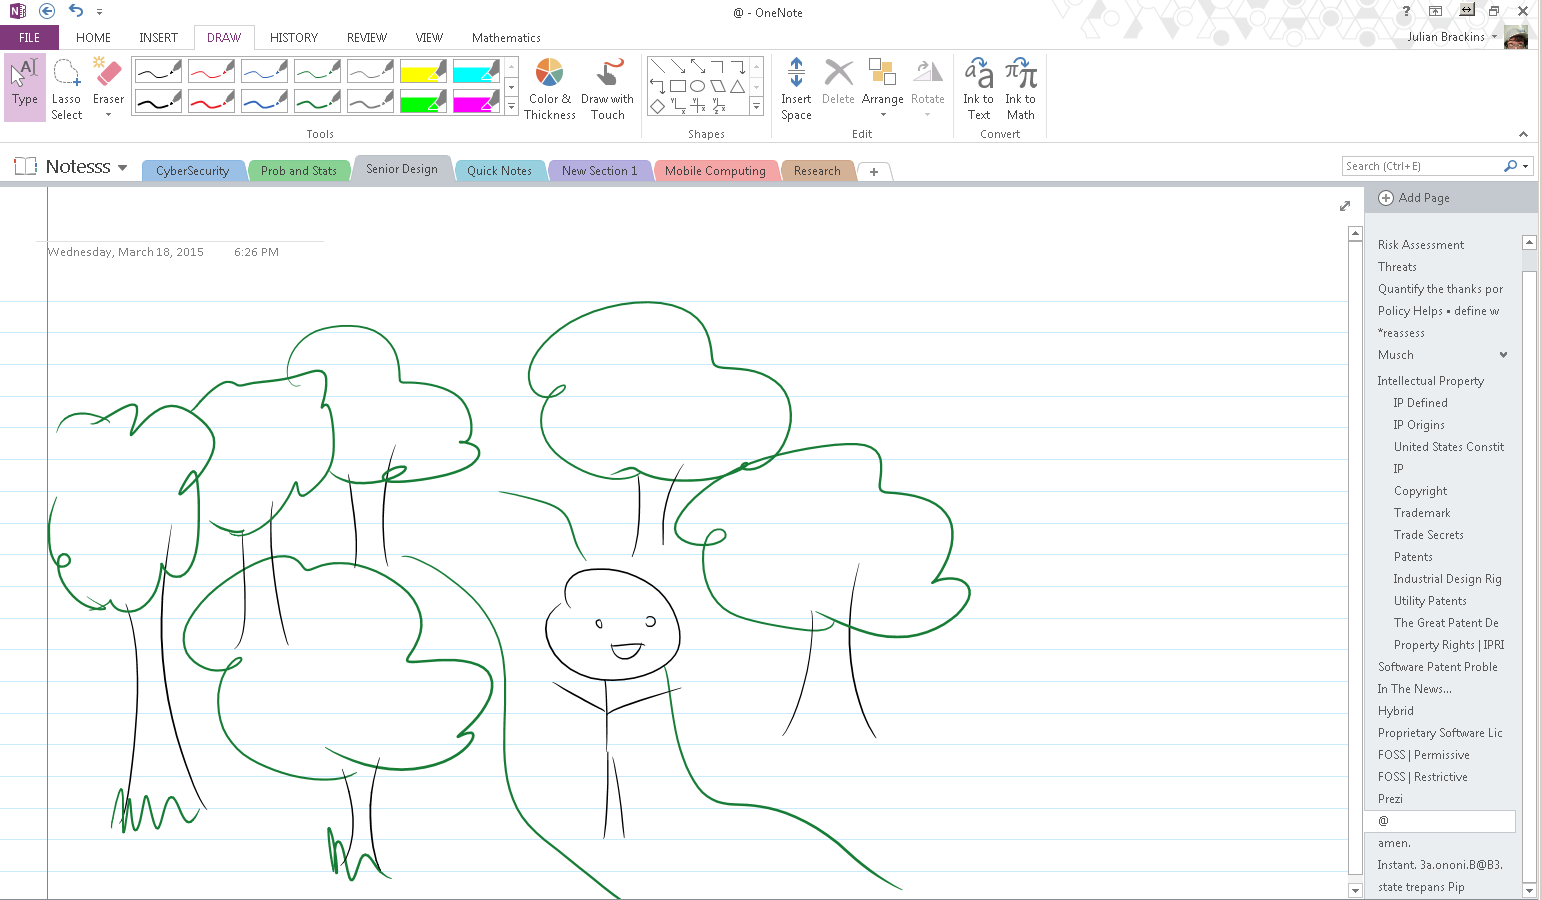 @ - OneNote
FILE HOME INSERT DRAW HISTORY REVIEW VIEW Mathematics
Julian Brackins
Type
Lasso Select
Eraser
Color & Thickness
Draw with Touch
Insert Space
Delete
Arrange
Rotate
Ink to Text
Ink to Math
Tools Shapes Edit Convert
Notesss
CyberSecurity Prob and Stats Senior Design Quick Notes New Section 1 Mobile Computing Research
Search (Ctrl+E)
Add Page
Wednesday, March 18, 2015 6:26 PM
Risk Assessment
Threats
Quantify the thanks por
Policy Helps • define w
*reassess
Musch
Intellectual Property
IP Defined
IP Origins
United States Constit
IP
Copyright
Trademark
Trade Secrets
Patents
Industrial Design Rig
Utility Patents
The Great Patent De
Property Rights | IPRI
Software Patent Proble
In The News...
Hybrid
Proprietary Software Lic
FOSS | Permissive
FOSS | Restrictive
Prezi
@
amen.
Instant. 3a.ononi.B@B3.
state trepans Pip